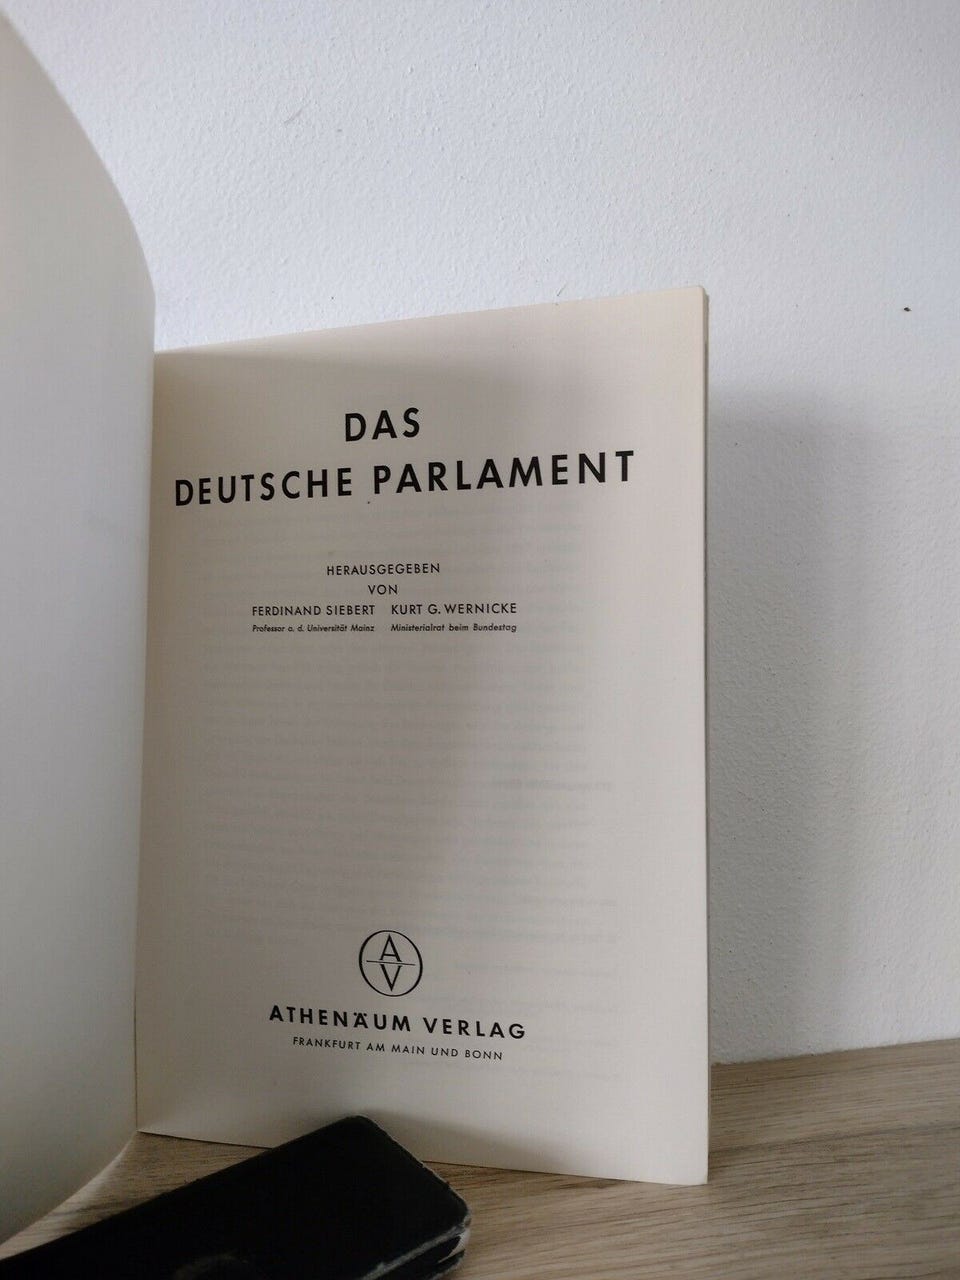 DAS
DEUTSCHE PARLAMENT
HERAUSGEGEBEN
VON
FERDINAND SIEBERT KURT G. WERNICKE
Professor a. d. Universität Mainz Ministerialrat beim Bundestag
A
V
ATHENÄUM VERLAG
FRANKFURT AM MAIN UND BONN